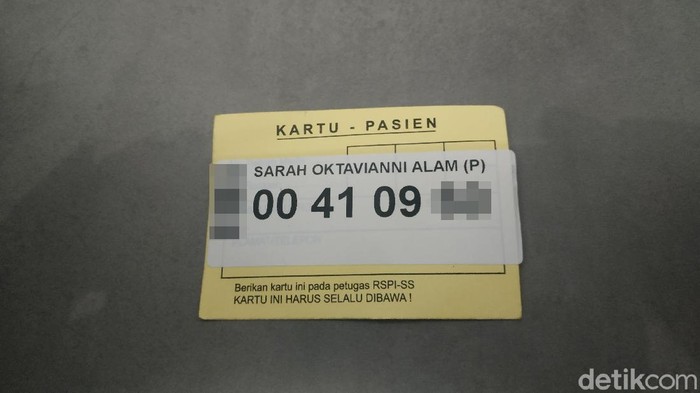 KARTU - PASIEN
SARAH OKTAVIANNI ALAM (P)
00 41 09
Berikan kartu ini pada petugas RSPI-SS
KARTU INI HARUS SELALU DIBAWA !
detikcom